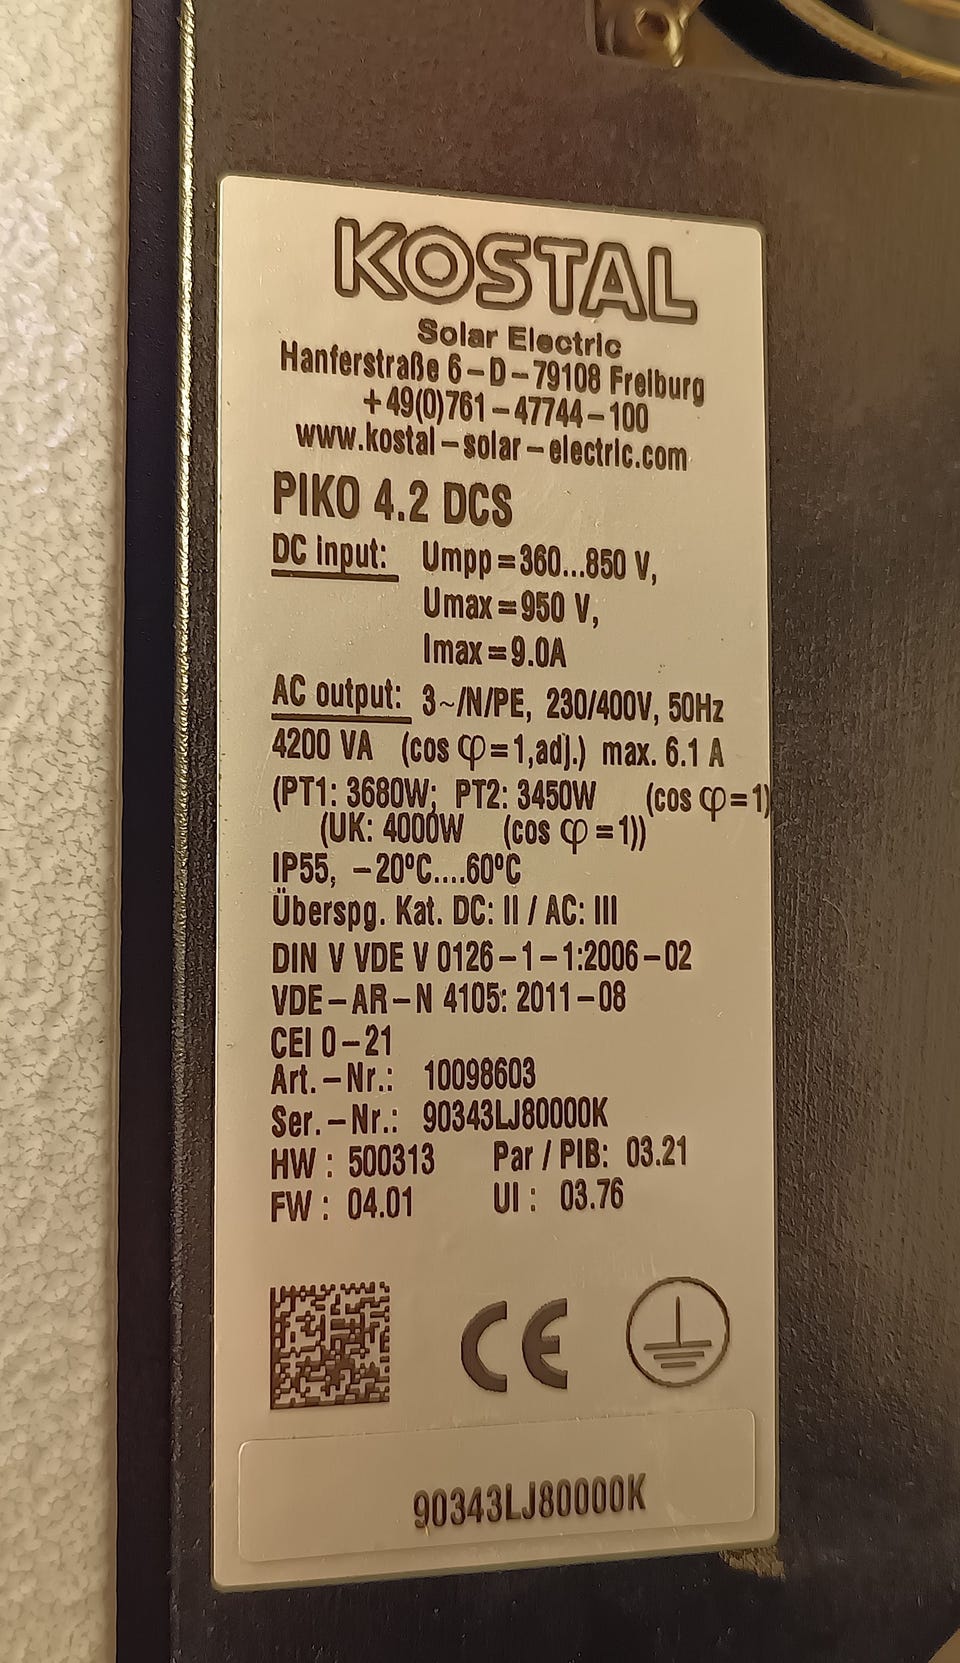 KOSTAL
Solar Electric
Hanferstraße 6-D-79108 Freiburg
+49(0)761-47744-100
www.kostal-solar-electric.com
PIKO 4.2 DCS
DC input: Umpp=360...850 V,
Umax=950 V,
Imax=9.0A
AC output: 3~/N/PE, 230/400V, 50Hz
4200 VA (cos φ=1,adj.) max. 6.1 A
(PT1: 3680W; PT2: 3450W (cos φ=1)
(UK: 4000W (cos φ=1))
IP55, -20ºC....60ºC
Überspg. Kat. DC: II / AC: III
DIN V VDE V 0126-1-1:2006-02
VDE-AR-N 4105: 2011-08
CEI 0-21
Art.-Nr.: 10098603
Ser.-Nr.: 90343LJ80000K
HW : 500313 Par / PIB: 03.21
FW : 04.01 UI : 03.76
CE
90343LJ80000K